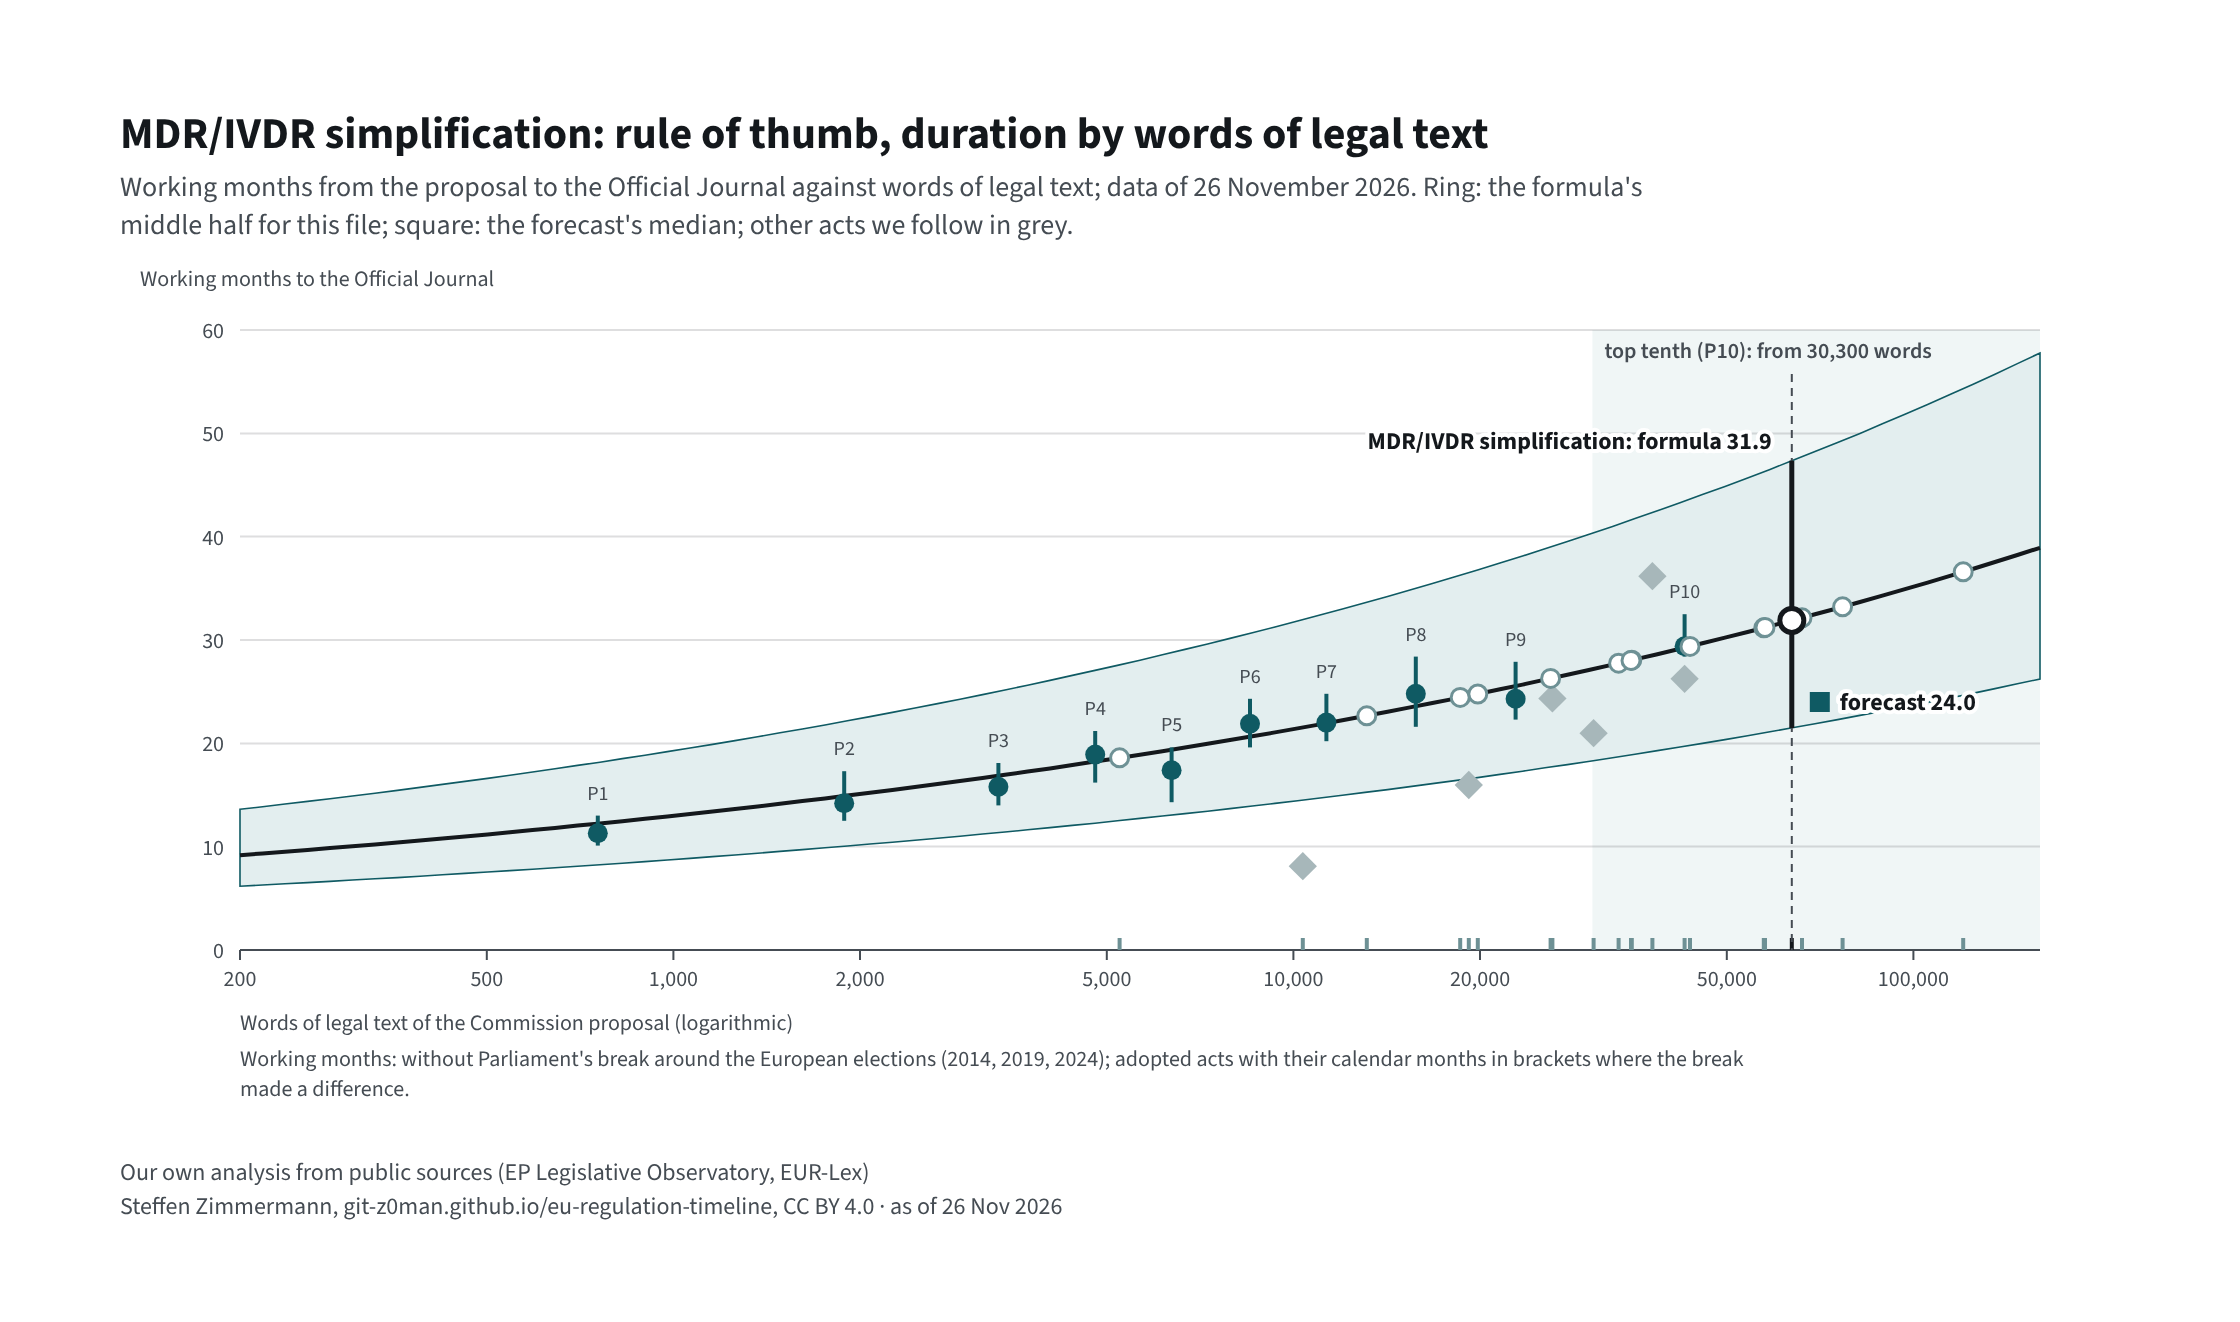 MDR/IVDR simplification: rule of thumb, duration by words of legal text
Working months from the proposal to the Official Journal against words of legal text; data of 26 November 2026. Ring: the formula's
middle half for this file; square: the forecast's median; other acts we follow in grey.
Working months to the Official Journal
60
top tenth (P10): from 30,300 words
50
MDR/IVDR simplification: formula 31.9
40
P10
30
P8
P9
P7
P6
forecast 24.0
P4
P5
20
P3
P2
P1
10
0
200 500 1,000 2,000 5,000 10,000 20,000 50,000 100,000
Words of legal text of the Commission proposal (logarithmic)
Working months: without Parliament's break around the European elections (2014, 2019, 2024); adopted acts with their calendar months in brackets where the break
made a difference.
Our own analysis from public sources (EP Legislative Observatory, EUR-Lex)
Steffen Zimmermann, git-z0man.github.io/eu-regulation-timeline, CC BY 4.0 · as of 26 Nov 2026